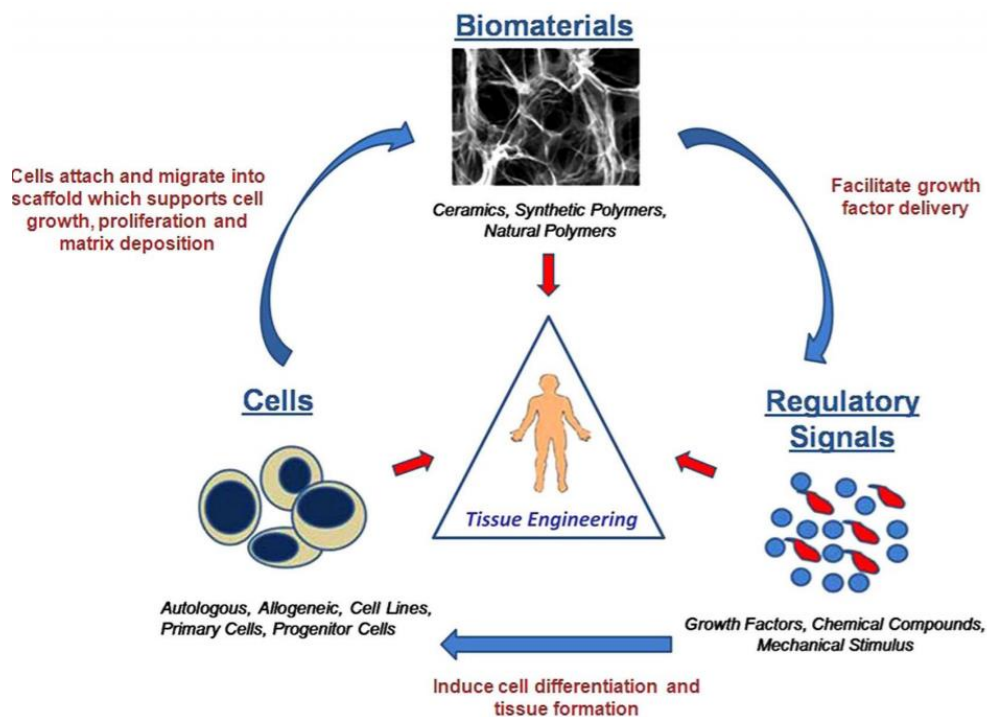 Biomaterials
Cells attach and migrate into
scaffold which supports cell
growth, proliferation and
matrix deposition
Facilitate growth
factor delivery
Ceramics, Synthetic Polymers,
Natural Polymers
Cells
Regulatory
Signals
Tissue Engineering
Autologous, Allogeneic, Cell Lines,
Primary Cells, Progenitor Cells
Growth Factors, Chemical Compounds,
Mechanical Stimulus
Induce cell differentiation and
tissue formation